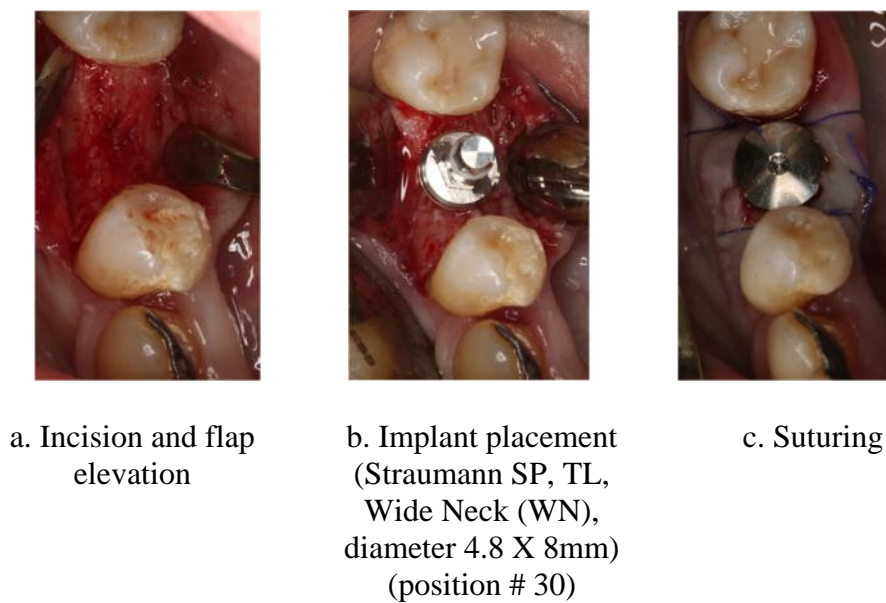 a. Incision and flap
elevation
b. Implant placement
(Straumann SP, TL,
Wide Neck (WN),
diameter 4.8 X 8mm)
(position # 30)
c. Suturing